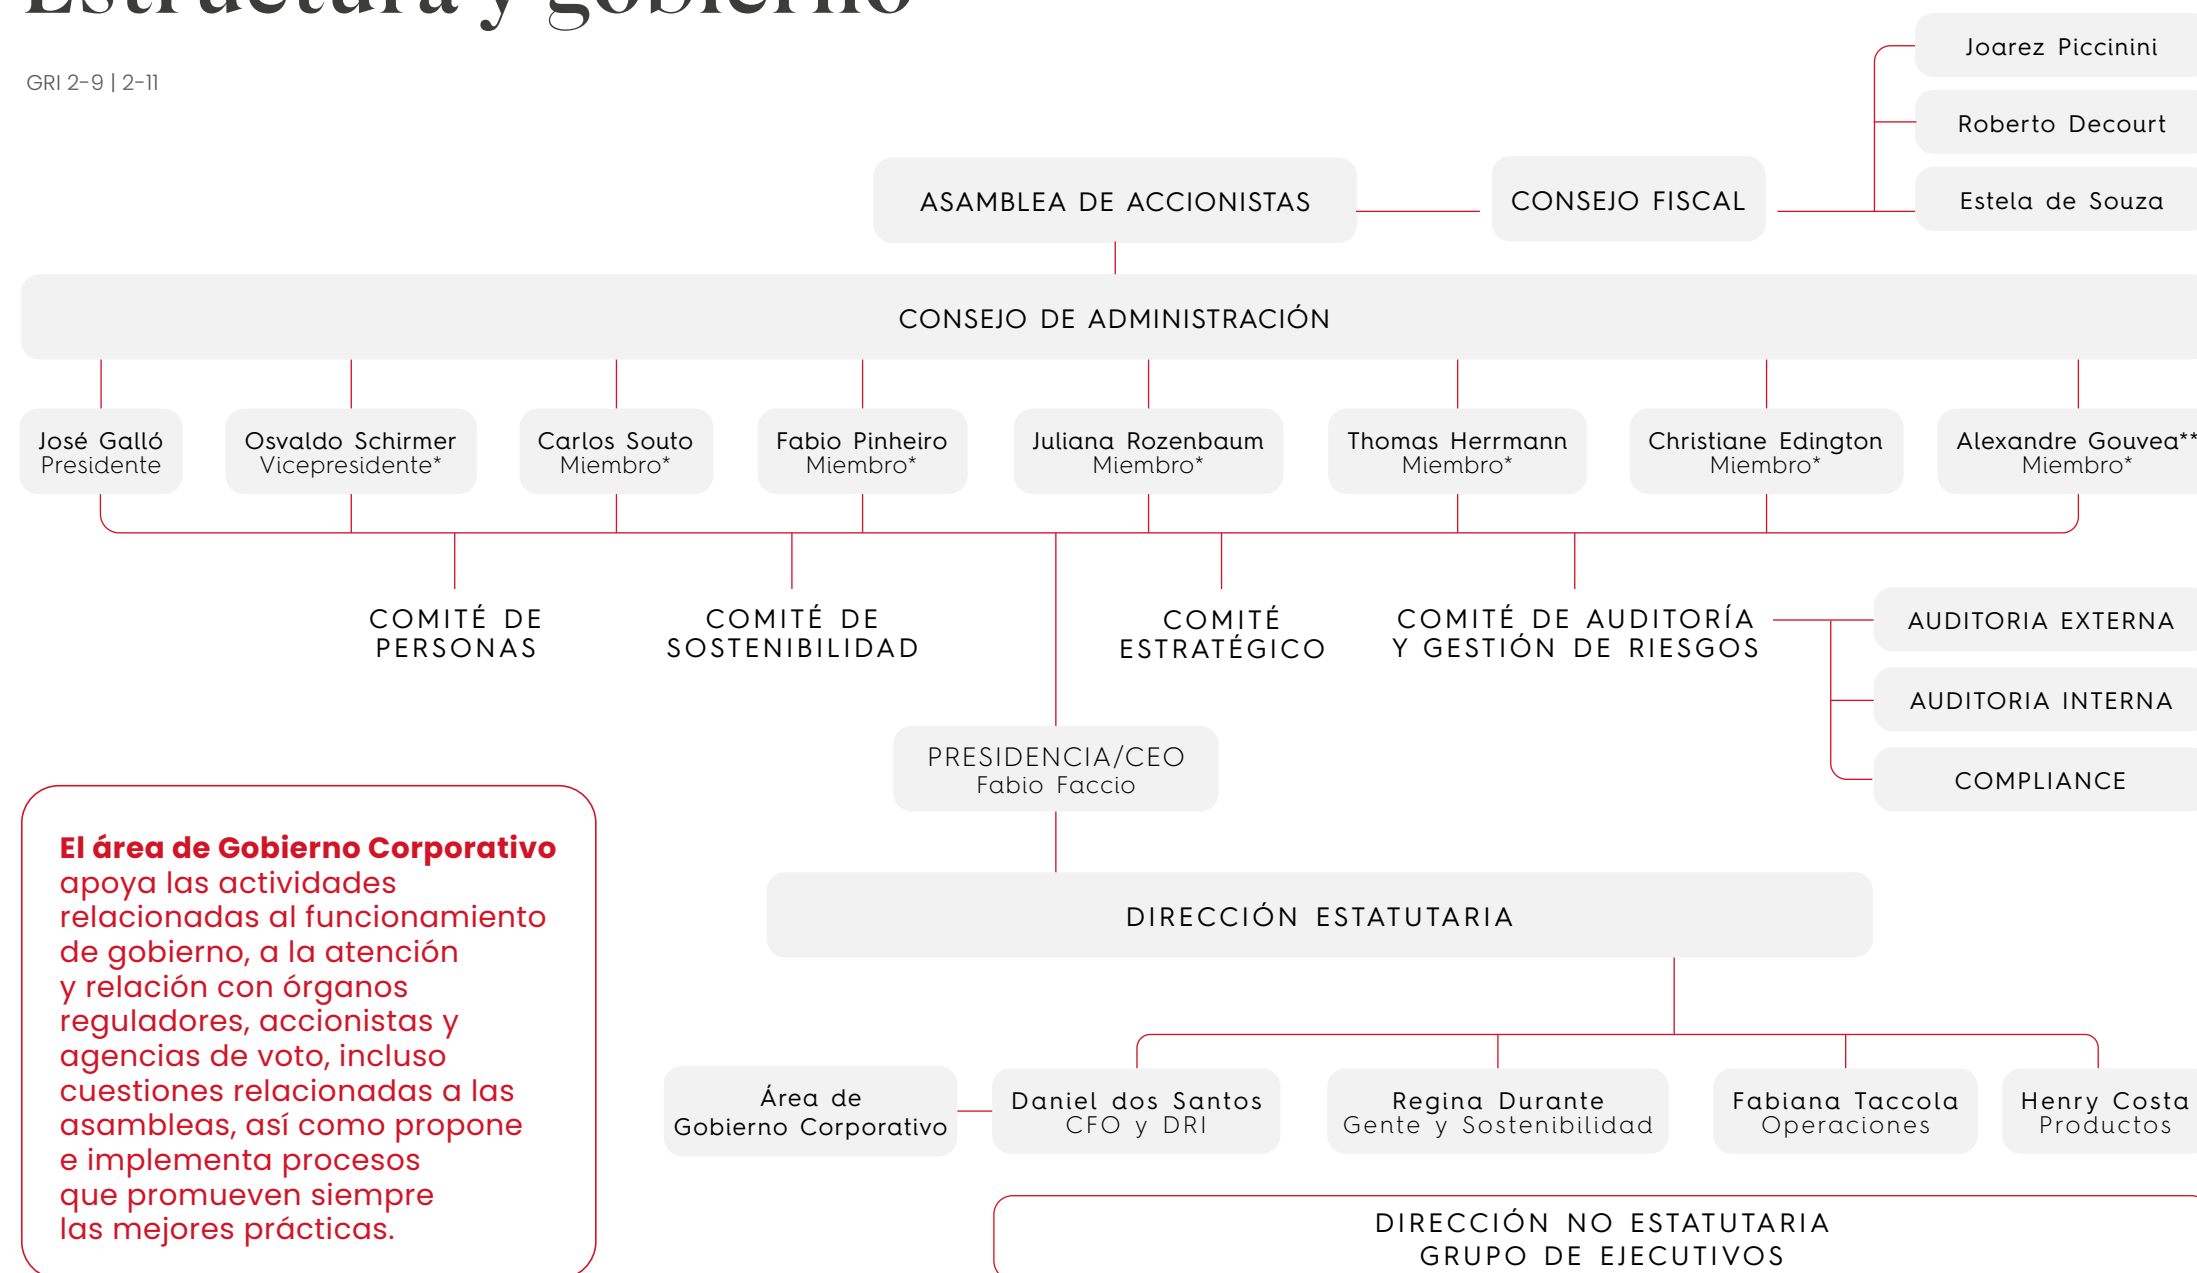 Estructura y gobierno
GRI 2-9 | 2-11
Joarez Piccinini
Roberto Decourt
Estela de Souza
ASAMBLEA DE ACCIONISTAS
CONSEJO FISCAL
CONSEJO DE ADMINISTRACIÓN
José Galló
Presidente
Osvaldo Schirmer
Vicepresidente*
Carlos Souto
Miembro*
Fabio Pinheiro
Miembro*
Juliana Rozenbaum
Miembro*
Thomas Herrmann
Miembro*
Christiane Edington
Miembro*
Alexandre Gouvea**
Miembro*
COMITÉ DE
PERSONAS
COMITÉ DE
SOSTENIBILIDAD
COMITÉ
ESTRATÉGICO
COMITÉ DE AUDITORÍA
Y GESTIÓN DE RIESGOS
AUDITORIA EXTERNA
AUDITORIA INTERNA
COMPLIANCE
PRESIDENCIA/CEO
Fabio Faccio
El área de Gobierno Corporativo
apoya las actividades
relacionadas al funcionamiento
de gobierno, a la atención
y relación con órganos
reguladores, accionistas y
agencias de voto, incluso
cuestiones relacionadas a las
asambleas, así como propone
e implementa procesos
que promueven siempre
las mejores prácticas.
DIRECCIÓN ESTATUTARIA
Área de
Gobierno Corporativo
Daniel dos Santos
CFO y DRI
Regina Durante
Gente y Sostenibilidad
Fabiana Taccola
Operaciones
Henry Costa
Productos
DIRECCIÓN NO ESTATUTARIA
GRUPO DE EJECUTIVOS